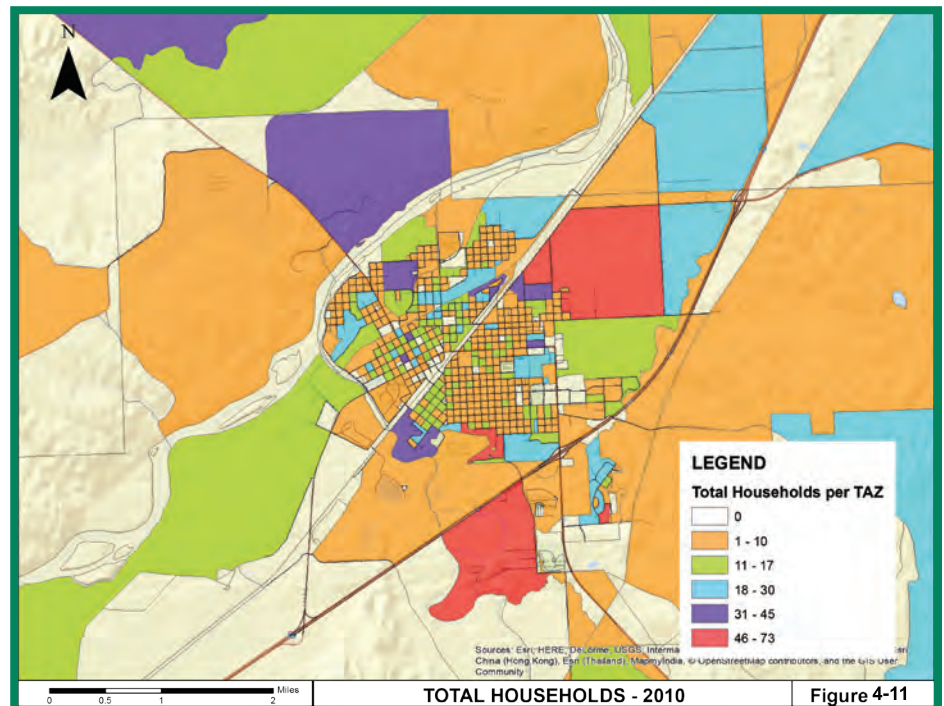 N
LEGEND
Total Households per TAZ
0
1 - 10
11 - 17
18 - 30
31 - 45
46 - 73
Sources: Esri, HERE, DeLorme, USGS, Interma
China (Hong Kong), Esri (Thailand), MapmyIndia, © OpenStreetMap contributors, and the GIS User
Community
Miles
0 0.5 1 2
TOTAL HOUSEHOLDS - 2010
Figure 4-11